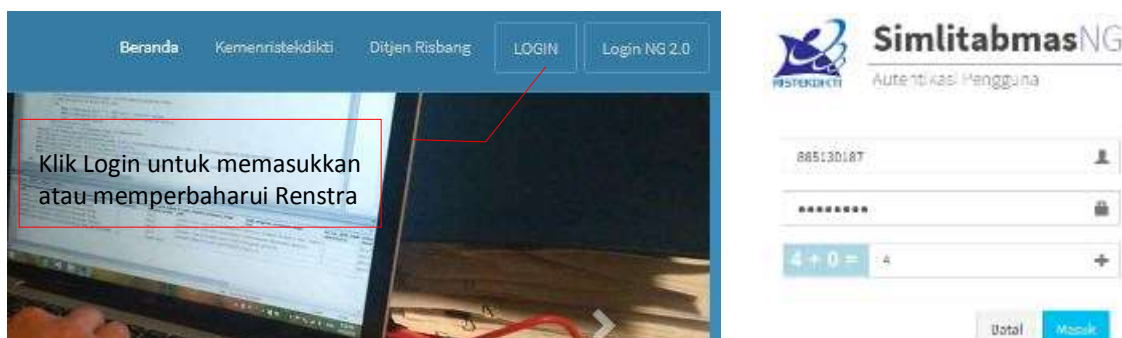 Beranda Kemenristekdikti Ditjen Risbang LOGIN Login NG 2.0
Klik Login untuk memasukkan
atau memperbaharui Renstra
RISTEKDIKTI
SimlitabmasNG
Autentikasi Pengguna
885130187
4 + 0 = 4
Batal Masuk